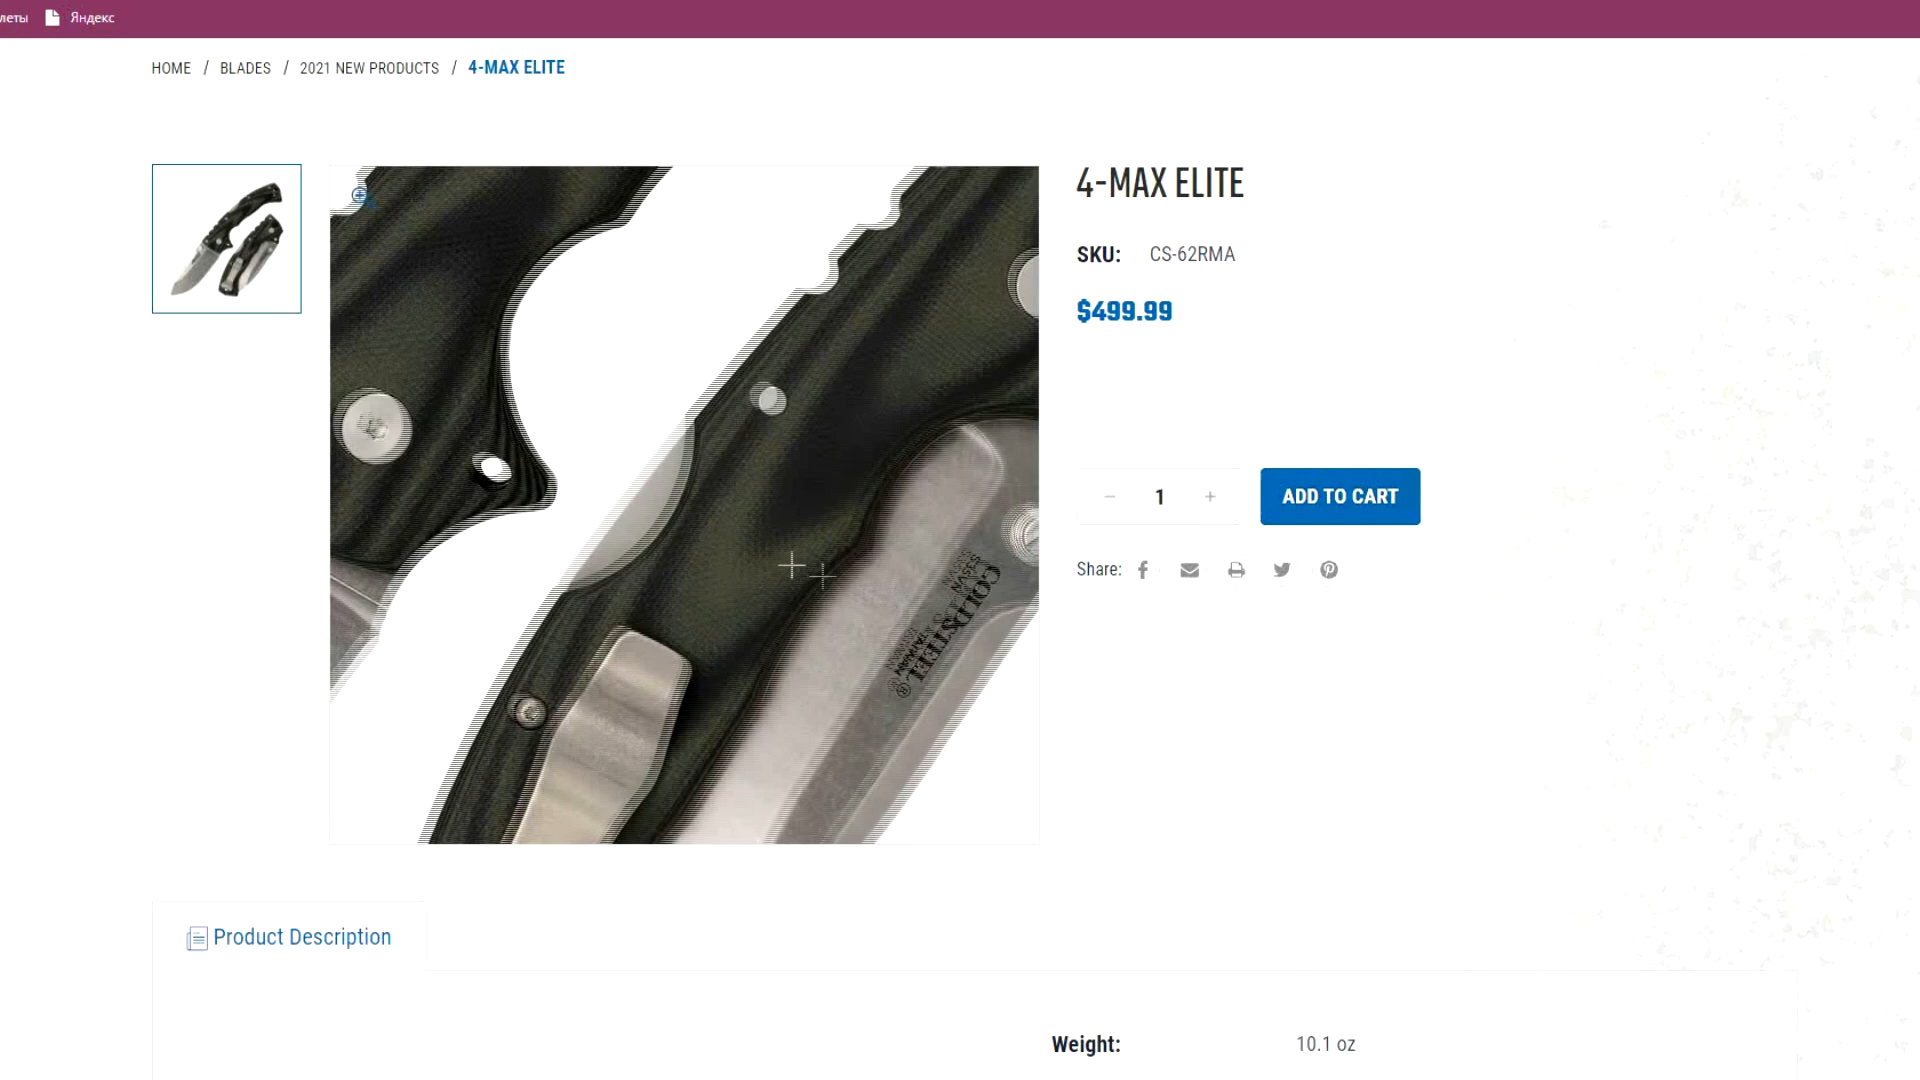 леты Яндекс
HOME / BLADES / 2021 NEW PRODUCTS / 4-MAX ELITE
4-MAX ELITE
SKU: CS-62RMA
$499.99
− 1 + ADD TO CART
Share:
COLD STEEL ®
Product Description
Weight: 10.1 oz